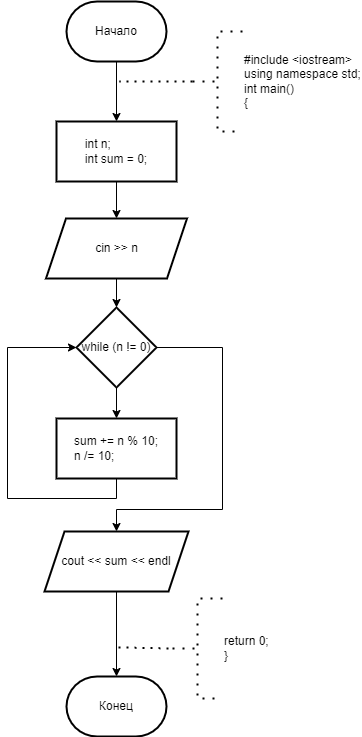 Начало
#include <iostream>
using namespace std;
int main()
{
int n;
int sum = 0;
cin >> n
while (n != 0)
sum += n % 10;
n /= 10;
cout << sum << endl
return 0;
}
Конец